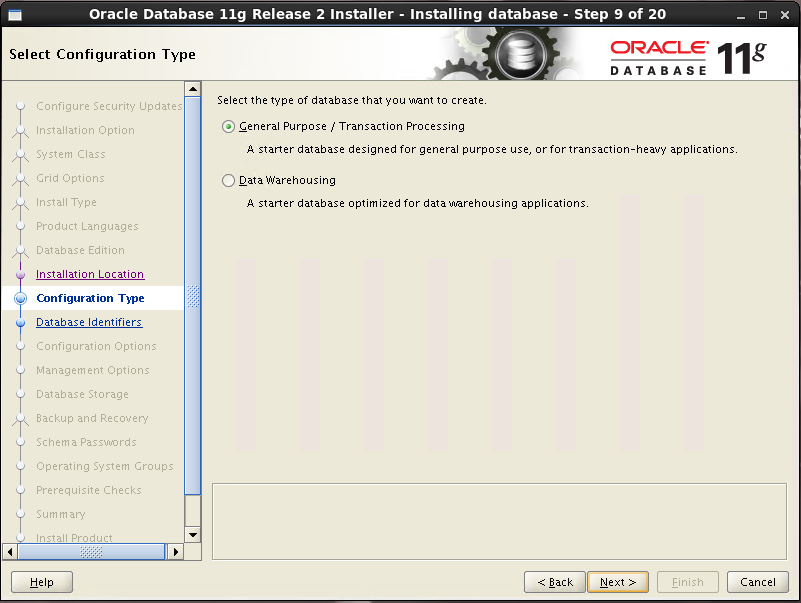 Oracle Database 11g Release 2 Installer - Installing database - Step 9 of 20
Select Configuration Type
ORACLE
DATABASE
11g
Configure Security Updates
Installation Option
System Class
Grid Options
Install Type
Product Languages
Database Edition
Installation Location
Configuration Type
Database Identifiers
Configuration Options
Management Options
Database Storage
Backup and Recovery
Schema Passwords
Operating System Groups
Prerequisite Checks
Summary
Install Product
Select the type of database that you want to create.
General Purpose / Transaction Processing
A starter database designed for general purpose use, or for transaction-heavy applications.
Data Warehousing
A starter database optimized for data warehousing applications.
Help
< Back
Next >
Finish
Cancel